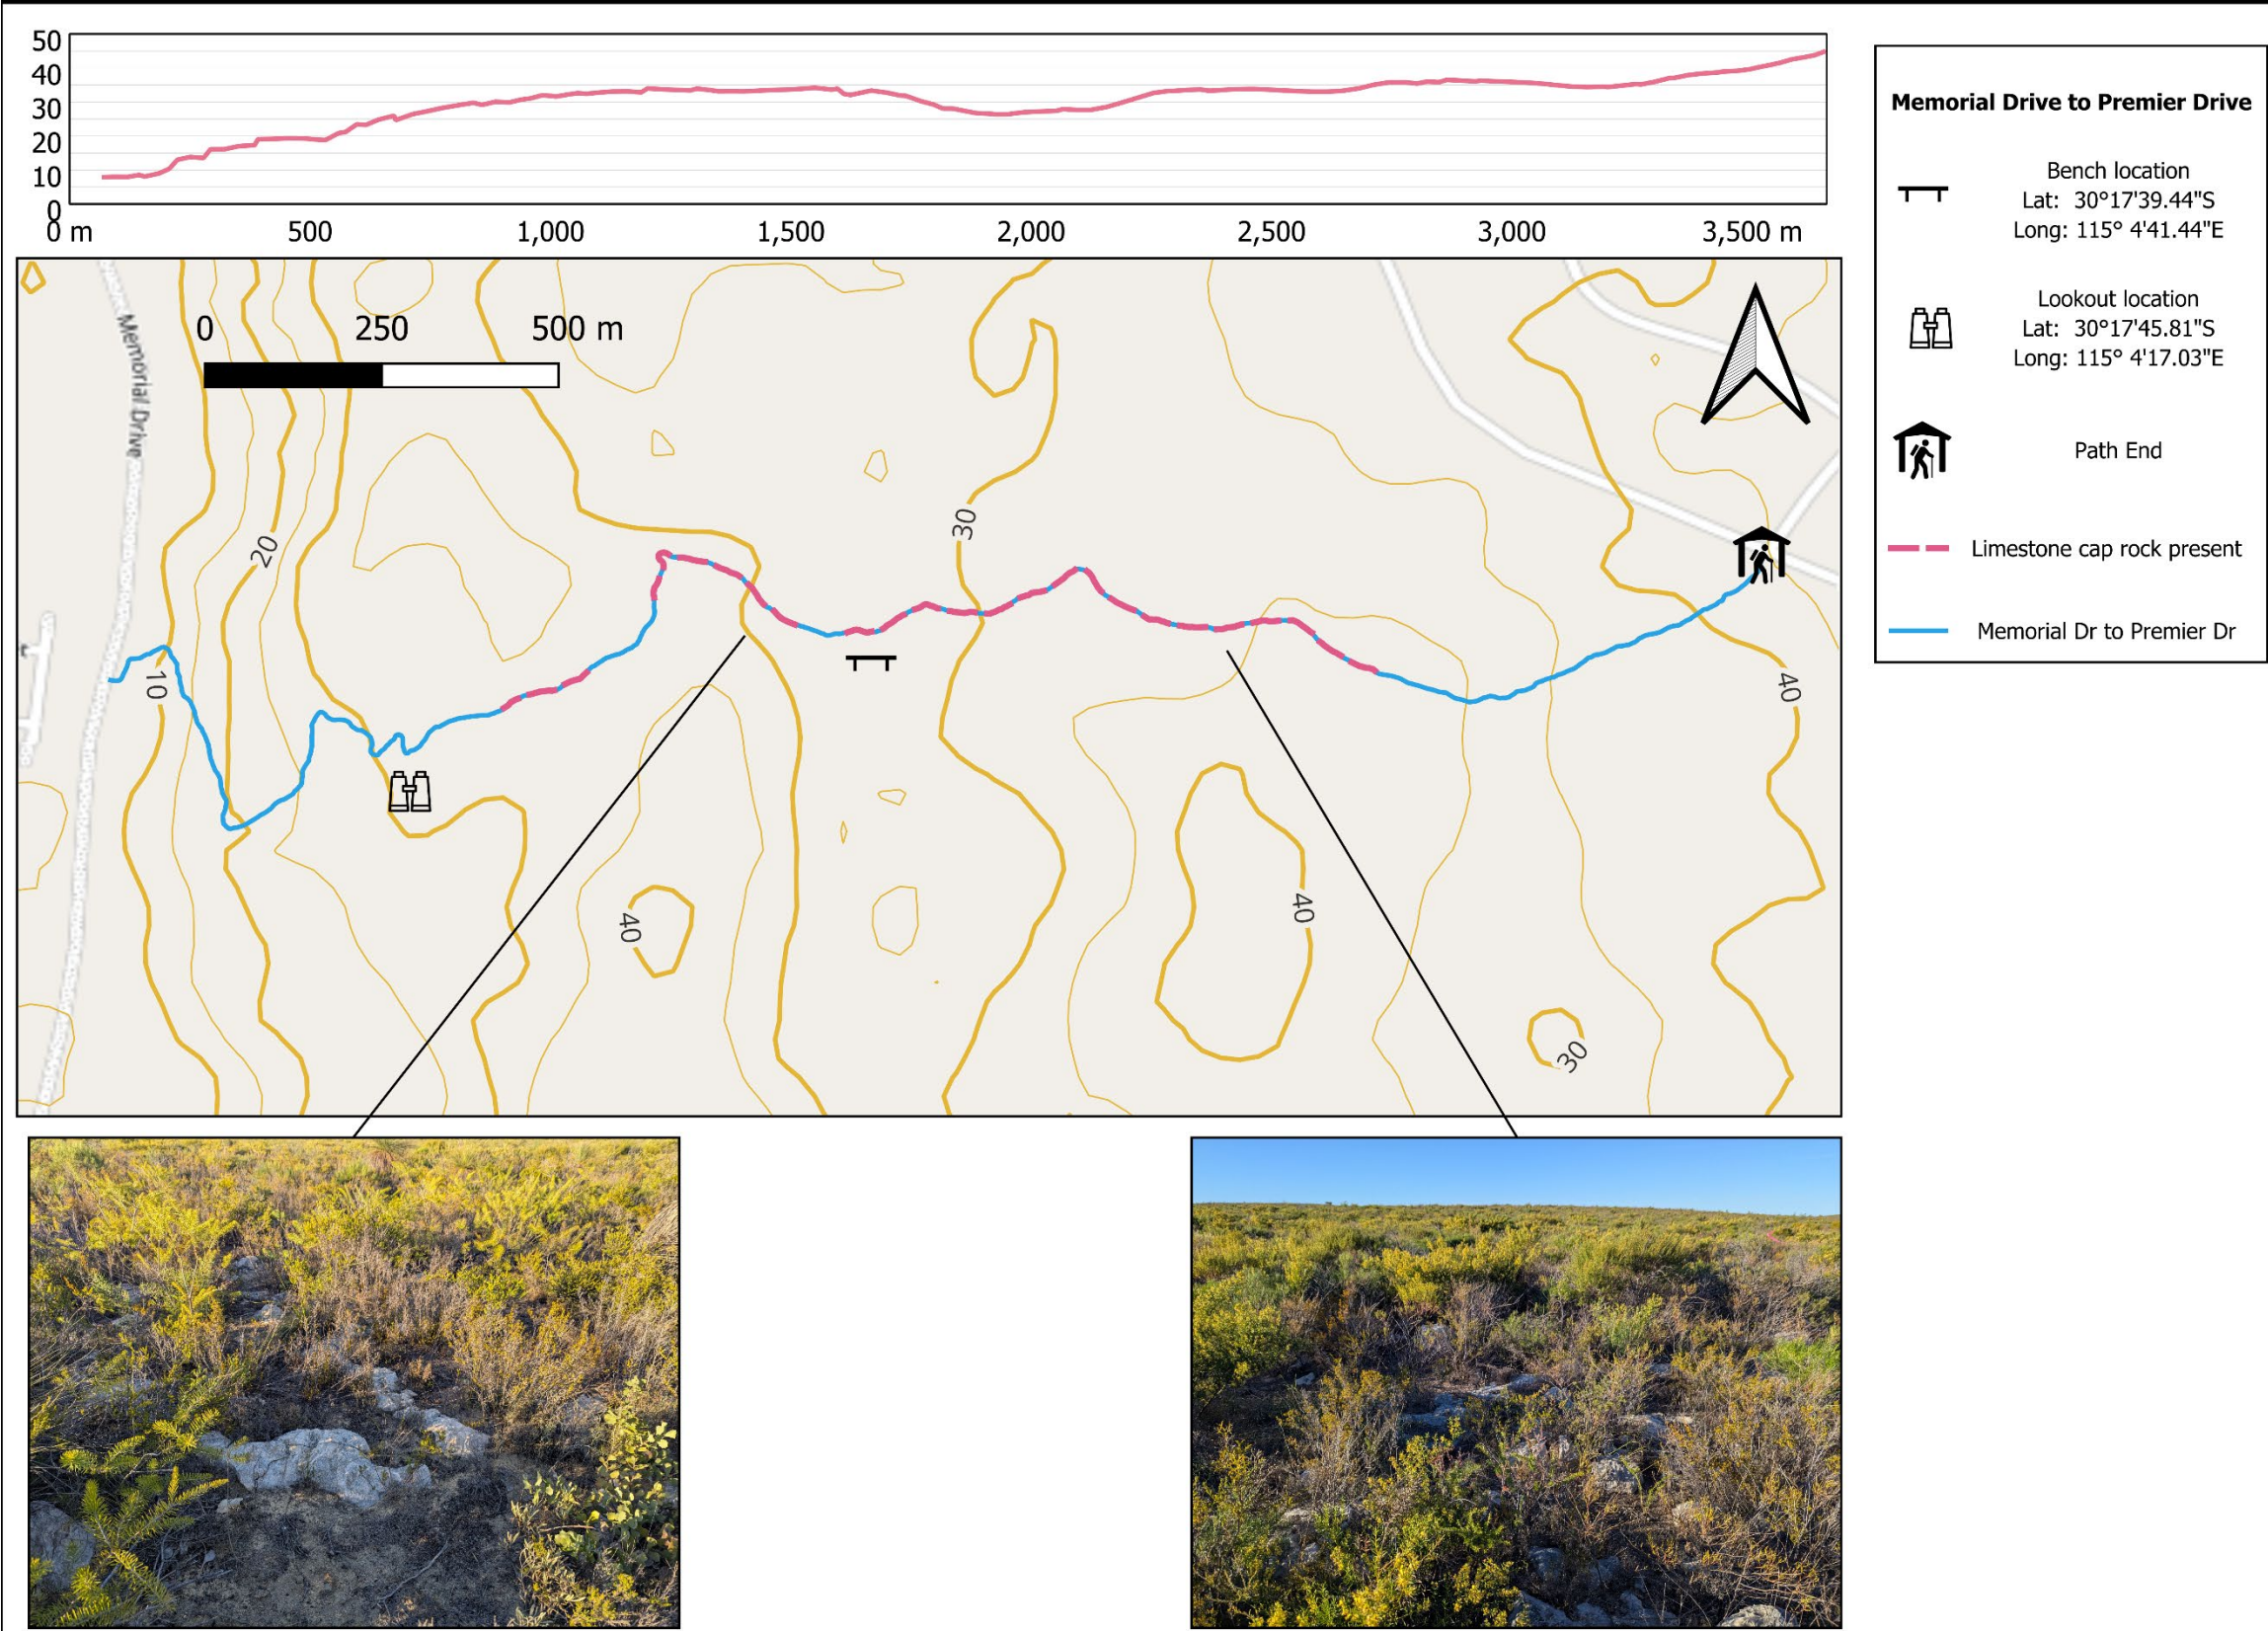 50
40
30
20
10
0
0 m 500 1,000 1,500 2,000 2,500 3,000 3,500 m
Memorial Drive to Premier Drive
Bench location
Lat: 30°17'39.44"S
Long: 115° 4'41.44"E
Lookout location
Lat: 30°17'45.81"S
Long: 115° 4'17.03"E
Path End
Limestone cap rock present
Memorial Dr to Premier Dr
0 250 500 m
Memorial Drive
20
30
10
40
40
40
30